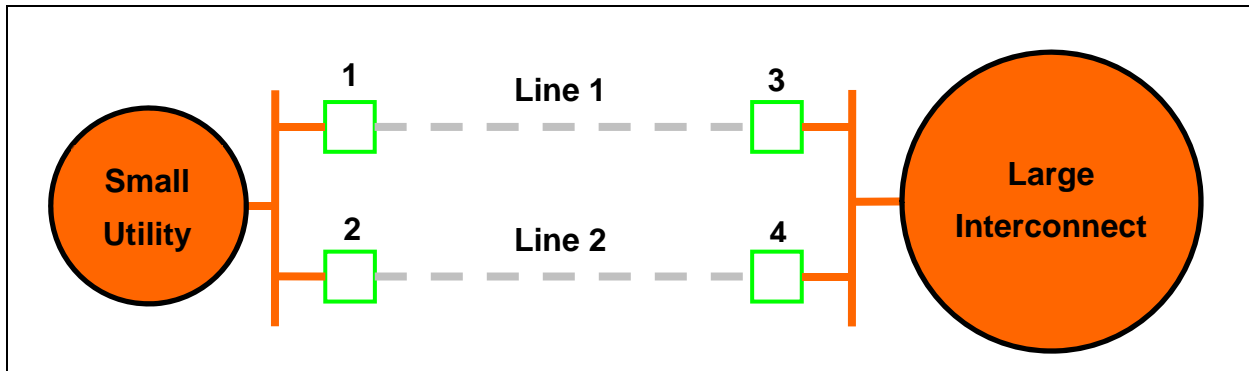 1
Line 1
3
Small
Utility
Large
Interconnect
2
Line 2
4